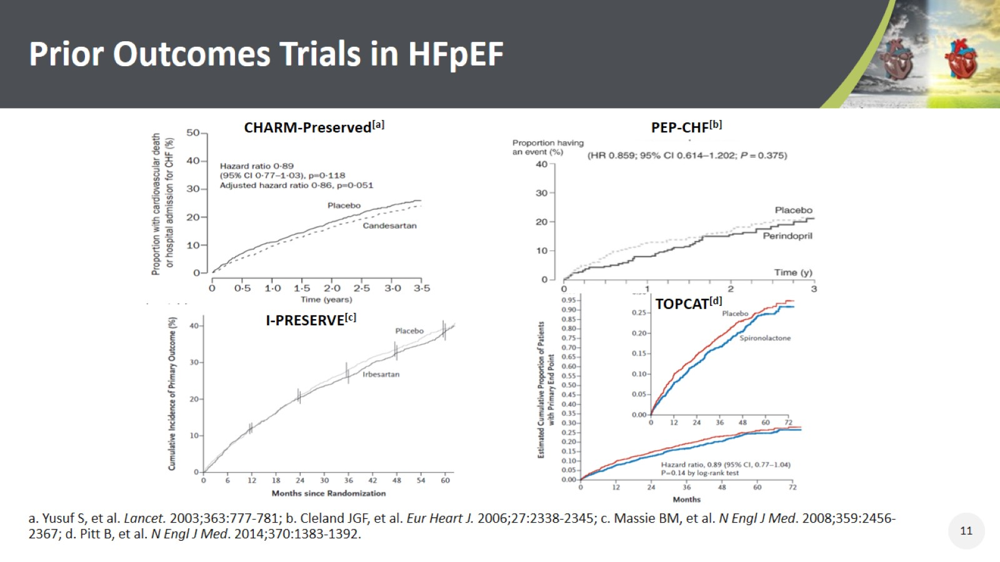 Prior Outcomes Trials in HFpEF
CHARM-Preserved[a]
Proportion with cardiovascular death
or hospital admission for CHF (%)
50
40
30
20
10
0
Hazard ratio 0·89
(95% CI 0·77–1·03), p=0·118
Adjusted hazard ratio 0·86, p=0·051
Placebo
Candesartan
0 0·5 1·0 1·5 2·0 2·5 3·0 3·5
Time (years)
PEP-CHF[b]
Proportion having
an event (%)
(HR 0.859; 95% CI 0.614–1.202; P = 0.375)
40
30
20
10
0
Placebo
Perindopril
Time (y)
0 1 2 3
I-PRESERVE[c]
Cumulative Incidence of Primary Outcome (%)
40
30
20
10
0
Placebo
Irbesartan
0 6 12 18 24 30 36 42 48 54 60
Months since Randomization
TOPCAT[d]
Estimated Cumulative Proportion of Patients
with Primary End Point
0.95
0.90
0.85
0.80
0.75
0.70
0.65
0.60
0.55
0.50
0.45
0.40
0.35
0.30
0.25
0.20
0.15
0.10
0.05
0.00
0.25
0.20
0.15
0.10
0.05
0.00
Placebo
Spironolactone
0 12 24 36 48 60 72
Hazard ratio, 0.89 (95% CI, 0.77–1.04)
P=0.14 by log-rank test
0 12 24 36 48 60 72
Months
a. Yusuf S, et al. Lancet. 2003;363:777-781; b. Cleland JGF, et al. Eur Heart J. 2006;27:2338-2345; c. Massie BM, et al. N Engl J Med. 2008;359:2456-
2367; d. Pitt B, et al. N Engl J Med. 2014;370:1383-1392.
11